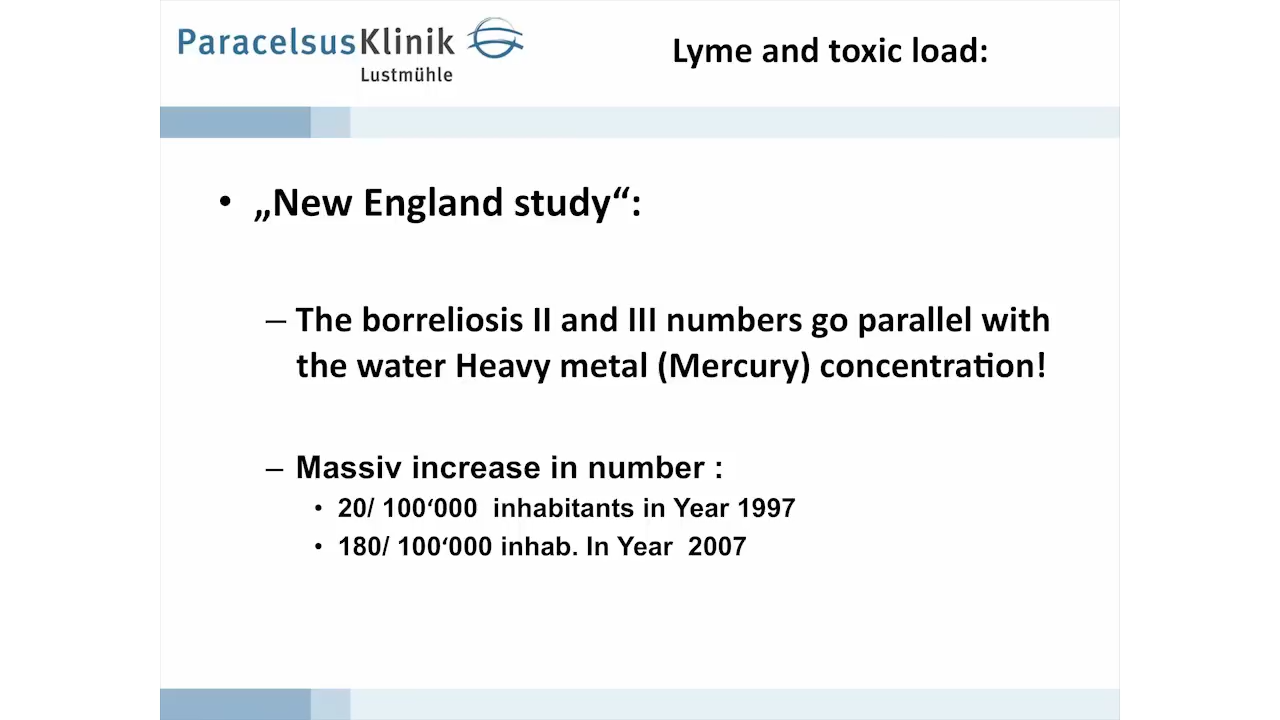 ParacelsusKlinik
Lustmühle
Lyme and toxic load:
• „New England study“:
– The borreliosis II and III numbers go parallel with
the water Heavy metal (Mercury) concentration!
– Massiv increase in number :
• 20/ 100‘000 inhabitants in Year 1997
• 180/ 100‘000 inhab. In Year 2007